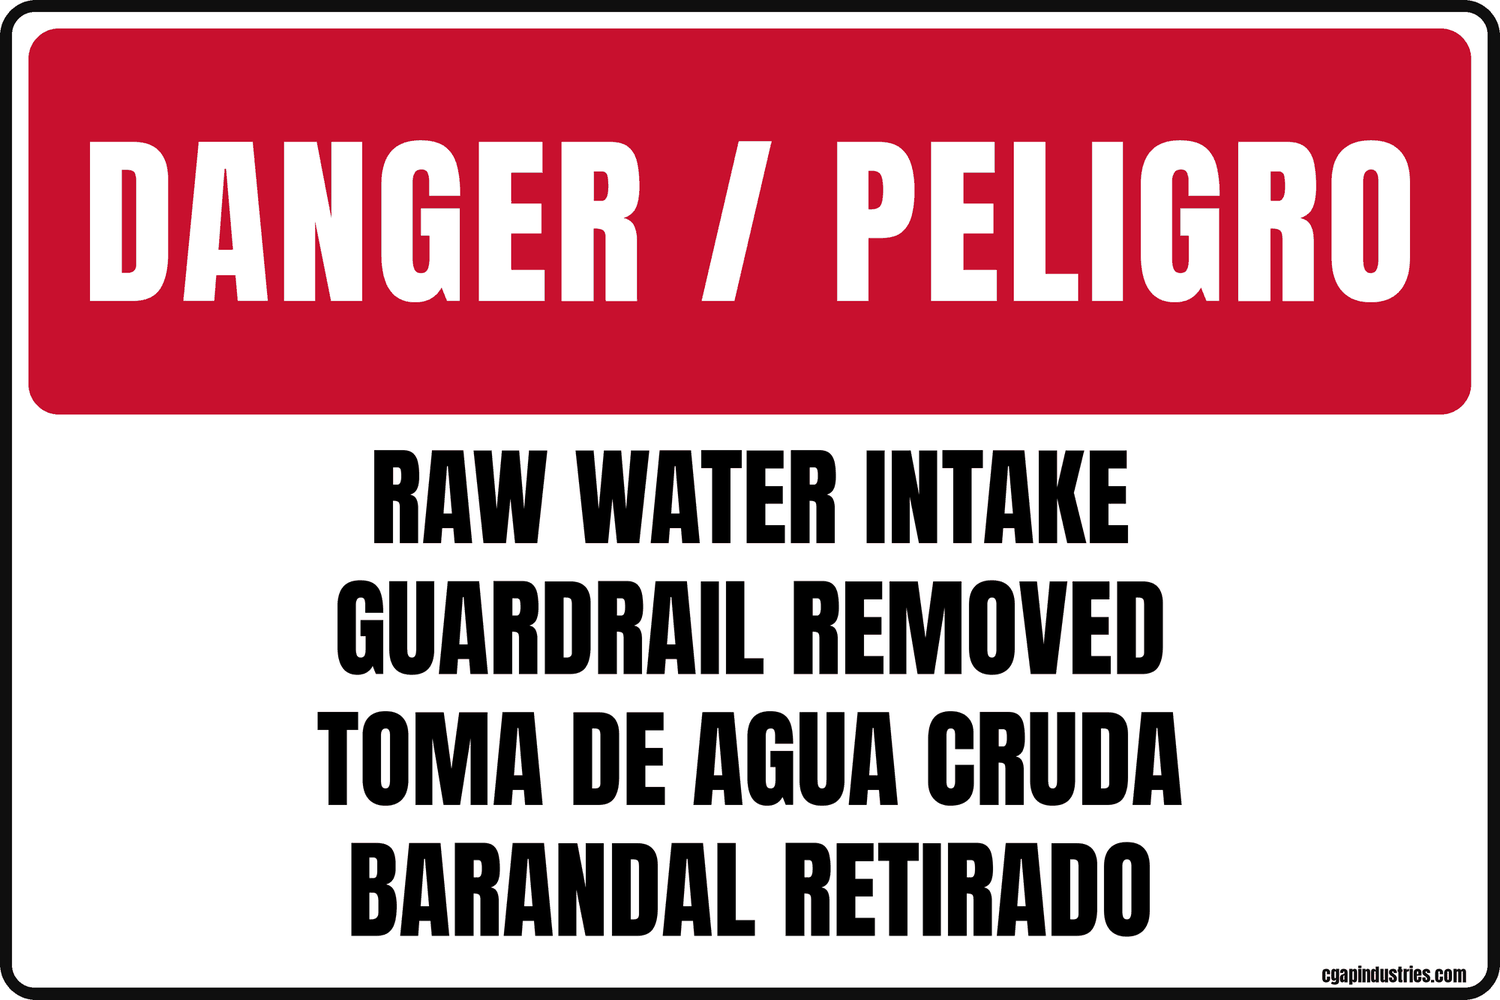 DANGER / PELIGRO
RAW WATER INTAKE
GUARDRAIL REMOVED
TOMA DE AGUA CRUDA
BARANDAL RETIRADO
cgapindustries.com